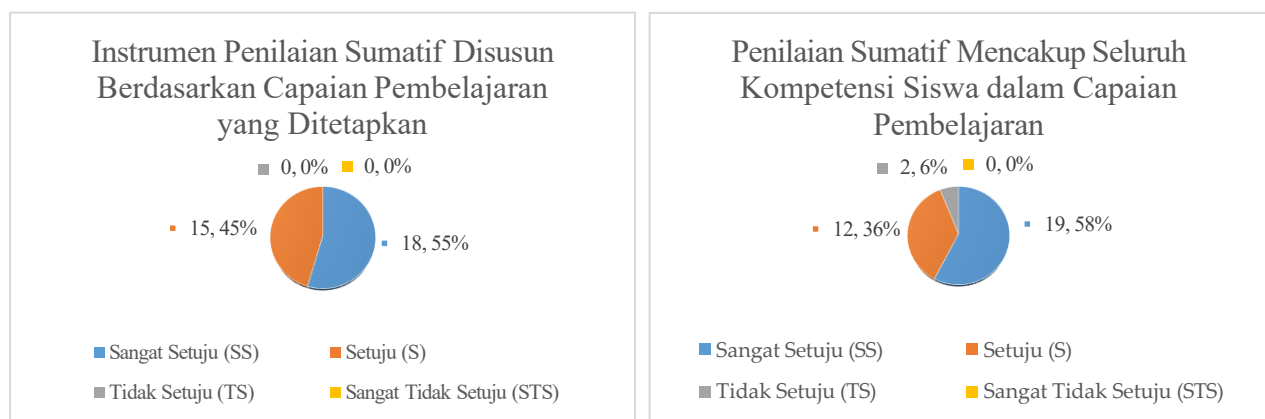 Instrumen Penilaian Sumatif Disusun
Berdasarkan Capaian Pembelajaran
yang Ditetapkan
0, 0% 0, 0%
15, 45%
18, 55%
Sangat Setuju (SS) Setuju (S)
Tidak Setuju (TS) Sangat Tidak Setuju (STS)
Penilaian Sumatif Mencakup Seluruh
Kompetensi Siswa dalam Capaian
Pembelajaran
2, 6% 0, 0%
12, 36%
19, 58%
Sangat Setuju (SS) Setuju (S)
Tidak Setuju (TS) Sangat Tidak Setuju (STS)